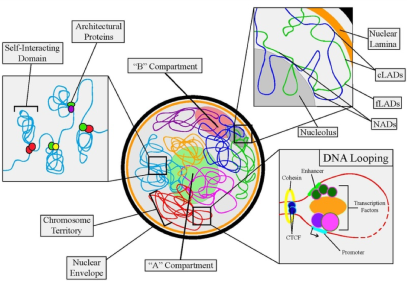 Architectural
Proteins
Self-Interacting
Domain
"B" Compartment
Nuclear
Lamina
cLADs
fLADs
NADs
Nucleolus
DNA Looping
Enhancer
Cohesin
Transcription
Factors
CTCF
Promoter
Chromosome
Territory
Nuclear
Envelope
"A" Compartment